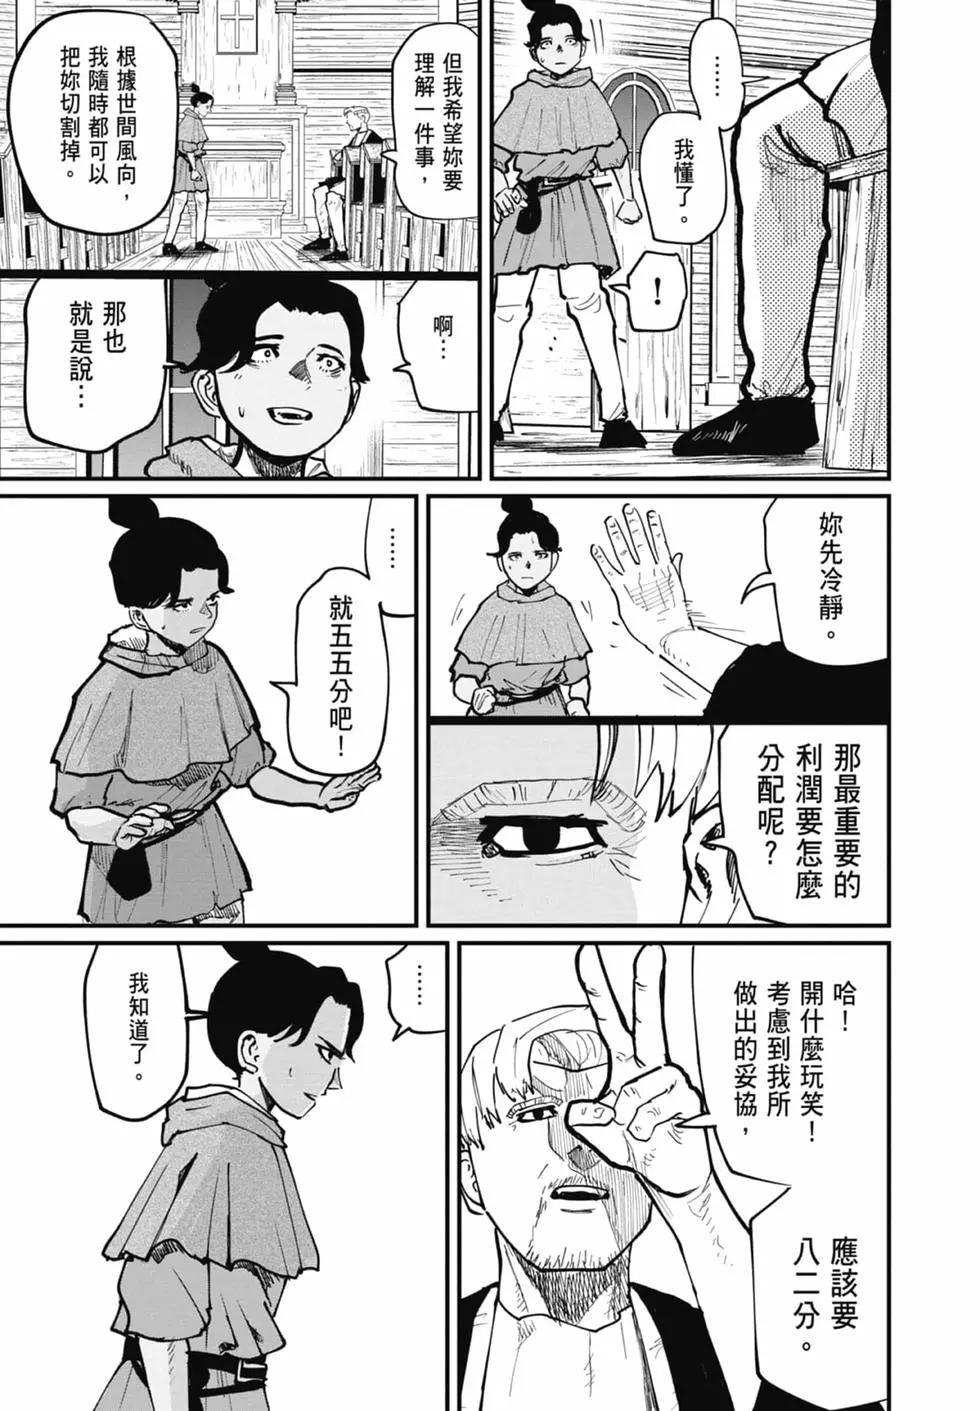 ……
我懂了。
！
但我希望妳要
理解一件事，
根據世間風向，
我隨時都可以
把妳切割掉。
啊…
那也
就是說…
妳先冷靜。
那最重要的
利潤要怎麼
分配呢？
……
就五五分吧！
哈！
開什麼玩笑！
考慮到我所
做出的妥協，
應該要
八二分。
……
我知道了。